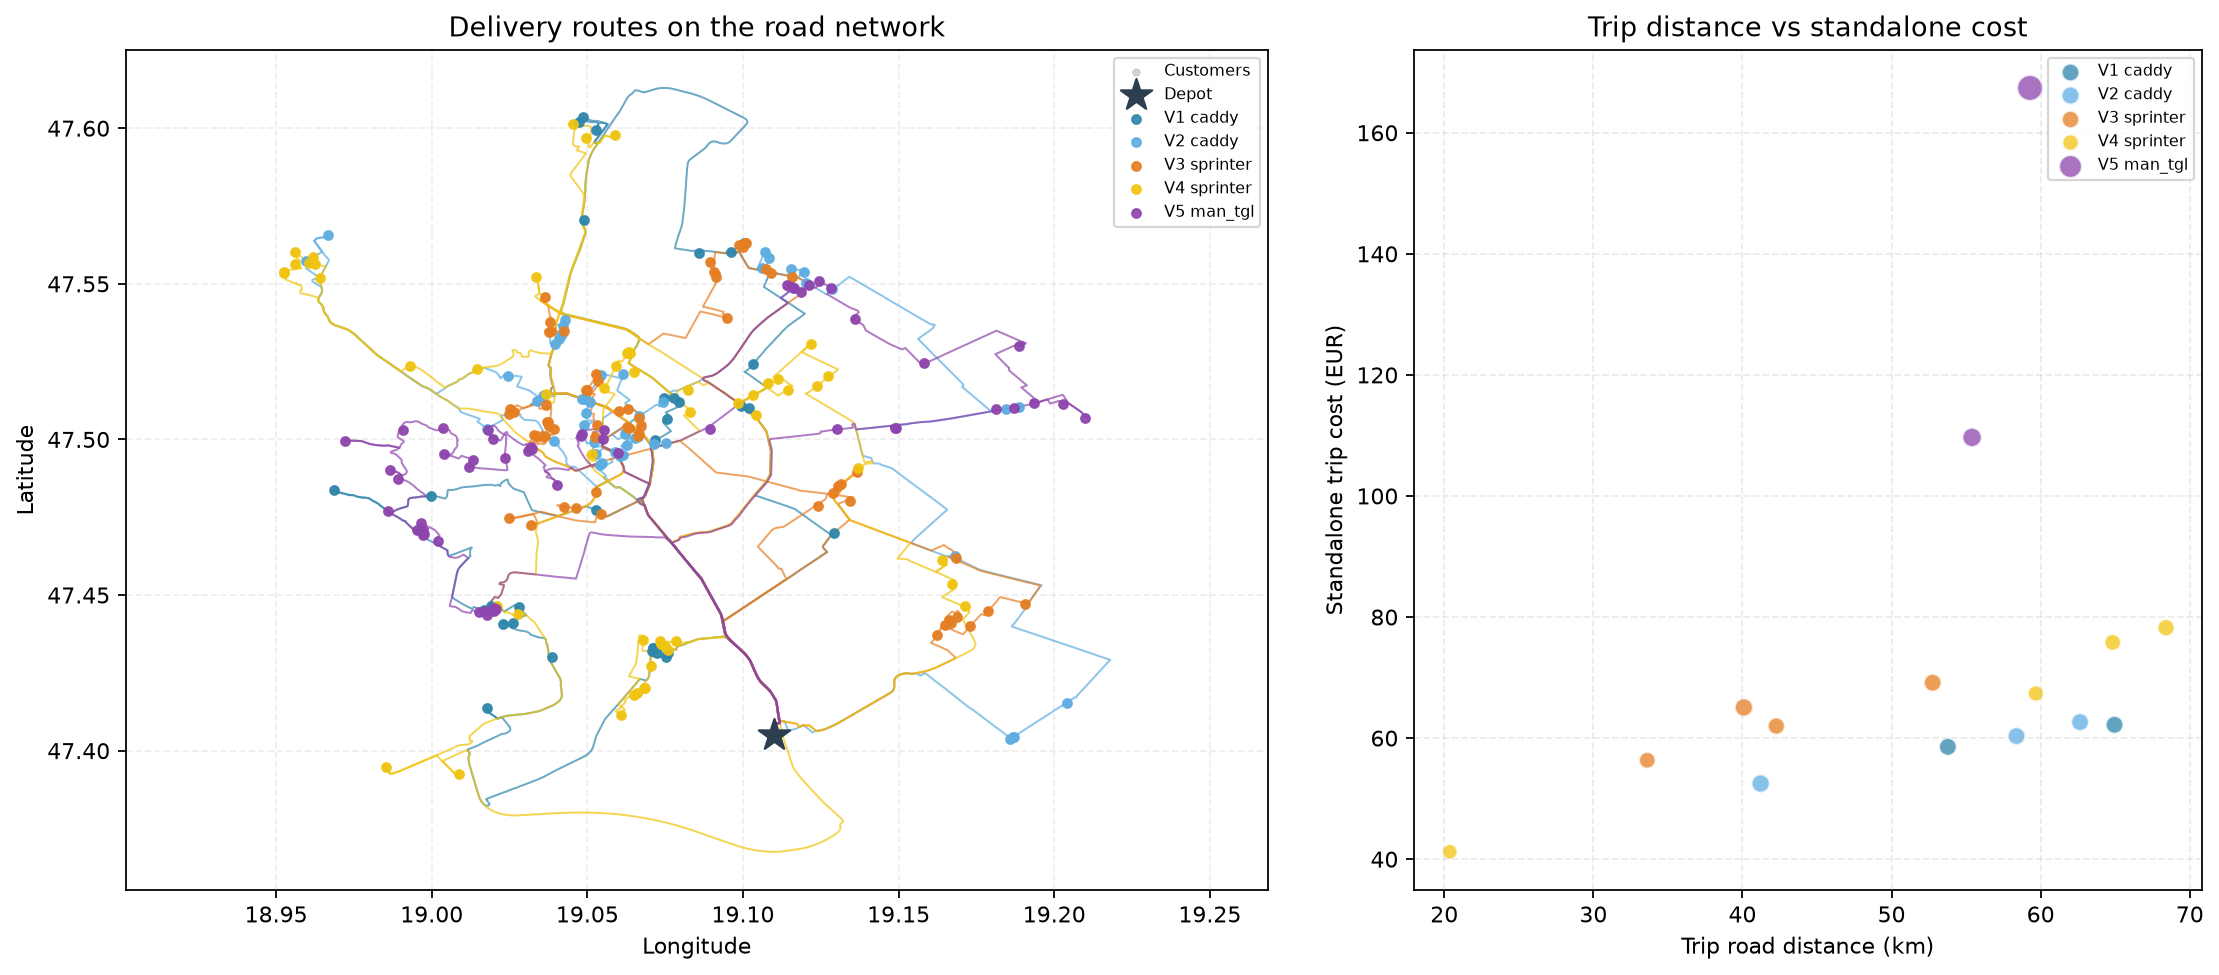 Delivery routes on the road network
Customers
Depot
V1 caddy
V2 caddy
V3 sprinter
V4 sprinter
V5 man_tgl
47.60
47.55
47.50
47.45
47.40
Latitude
18.95 19.00 19.05 19.10 19.15 19.20 19.25
Longitude
Trip distance vs standalone cost
V1 caddy
V2 caddy
V3 sprinter
V4 sprinter
V5 man_tgl
160
140
120
100
80
60
40
Standalone trip cost (EUR)
20 30 40 50 60 70
Trip road distance (km)